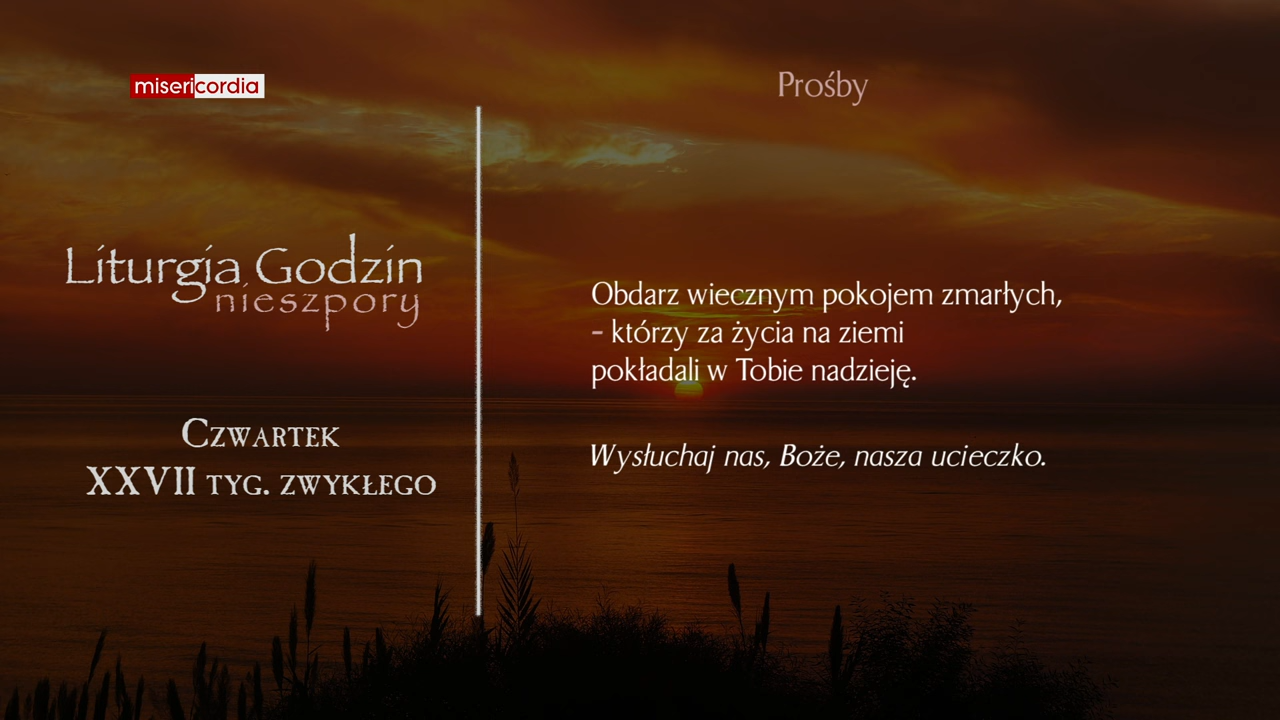 misericordia
Liturgia Godzin
nieszpory
Czwartek
XXVII tyg. zwykłego
Prośby
Obdarz wiecznym pokojem zmarłych,
- którzy za życia na ziemi
pokładali w Tobie nadzieję.
Wysłuchaj nas, Boże, nasza ucieczko.